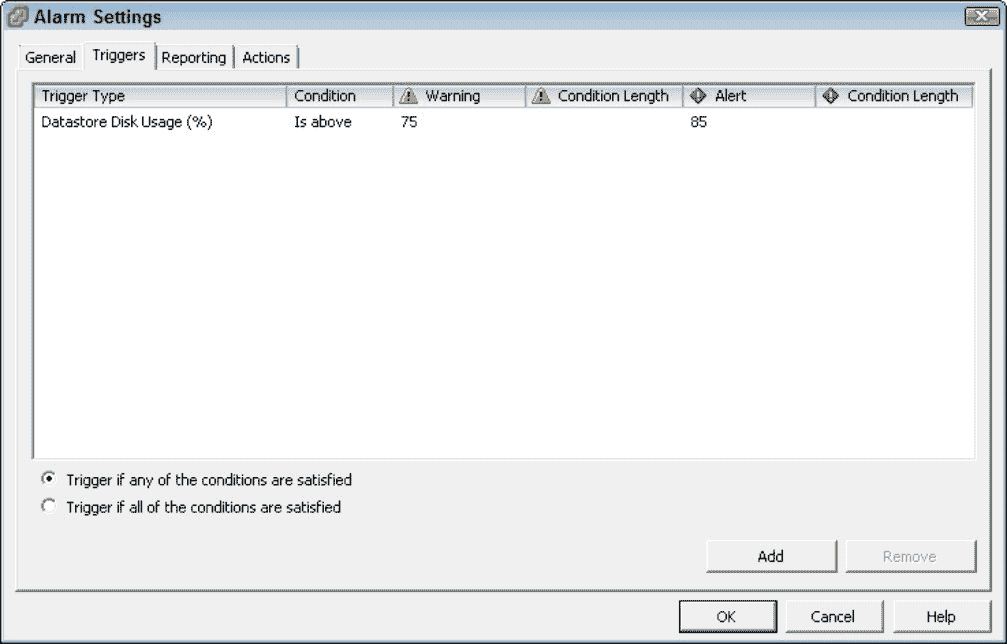 Alarm Settings
General Triggers Reporting Actions
Trigger Type Condition Warning Condition Length Alert Condition Length
Datastore Disk Usage (%) Is above 75 85
Trigger if any of the conditions are satisfied
Trigger if all of the conditions are satisfied
Add Remove
OK Cancel Help